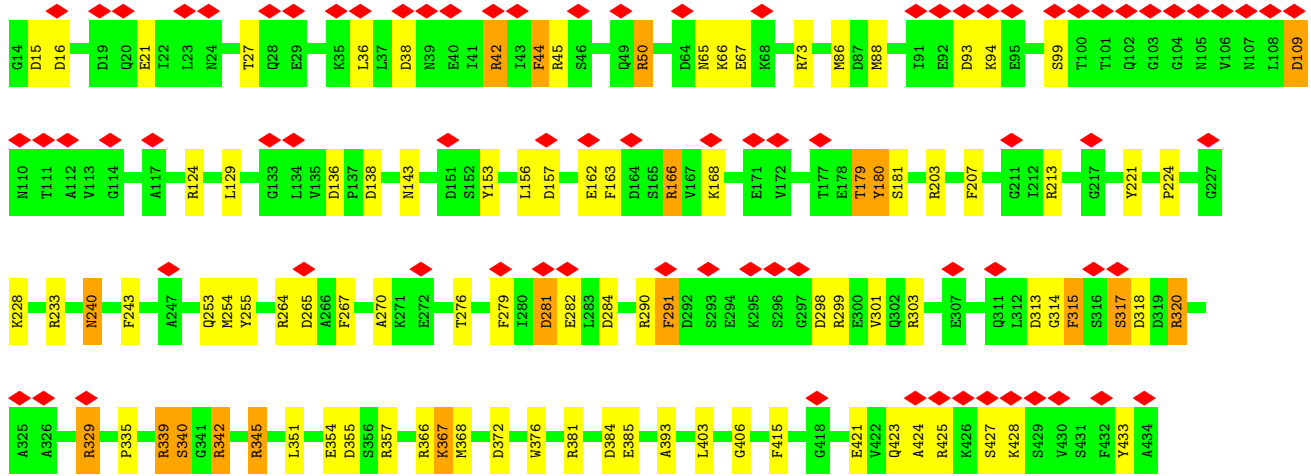 G14 D15 D16 D19 Q20 E21 I22 L23 N24 T27 Q28 E29 K35 L36 L37 D38 N39 E40 I41 R42 I43 F44 R45 S46 Q49 R50 D64 N65 K66 E67 K68 R73 M86 D87 M88 I91 E92 D93 K94 E95 S99 T100 T101 Q102 G103 G104 N105 V106 N107 L108 D109
N110 T111 A112 V113 G114 A117 R124 L129 G133 L134 V135 D136 P137 D138 N143 D151 S152 Y153 L156 D157 E162 F163 D164 S165 R166 V167 K168 E171 V172 T177 E178 T179 Y180 S181 R203 F207 G211 I212 R213 G217 Y221 P224 G227
K228 R233 N240 F243 A247 Q253 M254 Y255 R264 D265 A266 F267 A270 K271 E272 T276 F279 I280 D281 E282 L283 D284 R290 F291 D292 S293 E294 K295 S296 G297 D298 R299 E300 V301 Q302 R303 E307 Q311 L312 D313 G314 F315 S316 S317 D318 D319 R320
A325 A326 R329 P335 R339 S340 G341 R342 R345 L351 E354 D355 S356 R357 R366 K367 M368 D372 W376 R381 D384 E385 A393 L403 G406 F415 G418 E421 V422 Q423 A424 R425 K426 S427 K428 S429 V430 S431 F432 Y433 A434